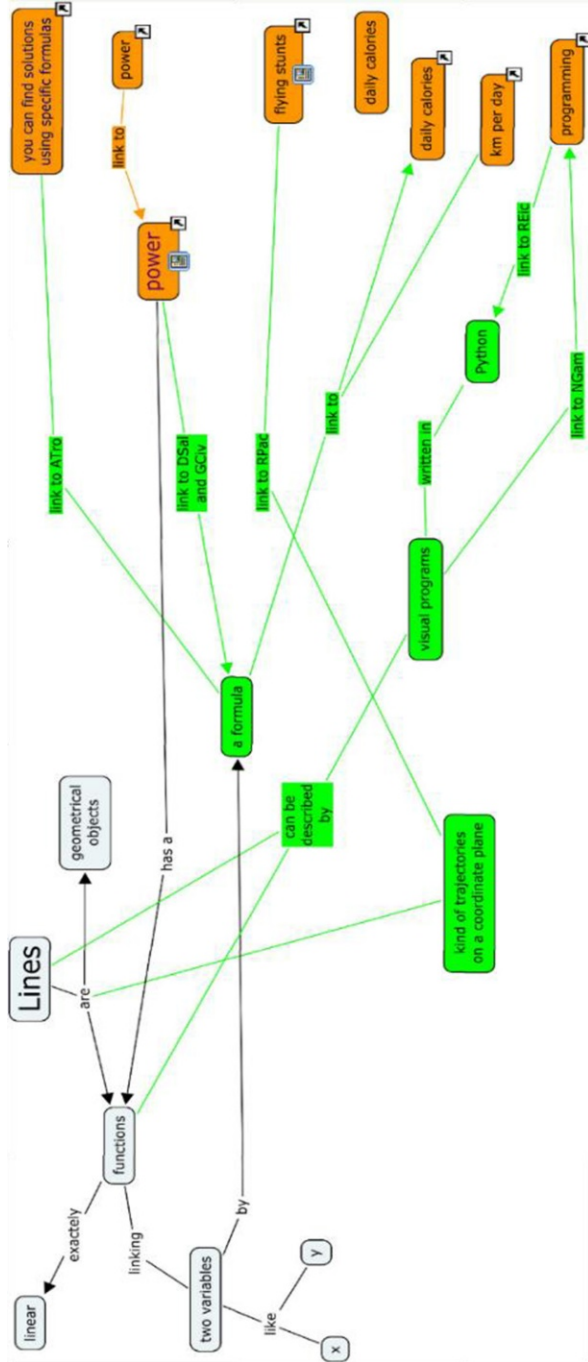 Lines
are
geometrical
objects
functions
exactely
linear
linking
two variables
like
x
y
by
has a
can be
described
by
a formula
kind of trajectories
on a coordinate plane
visual programs
written in
Python
link to ATro
link to DSal
and GCiv
link to RPac
link to
link to REic
link to NGam
you can find solutions
using specific formulas
power
link to
power
flying stunts
daily calories
daily calories
km per day
programming